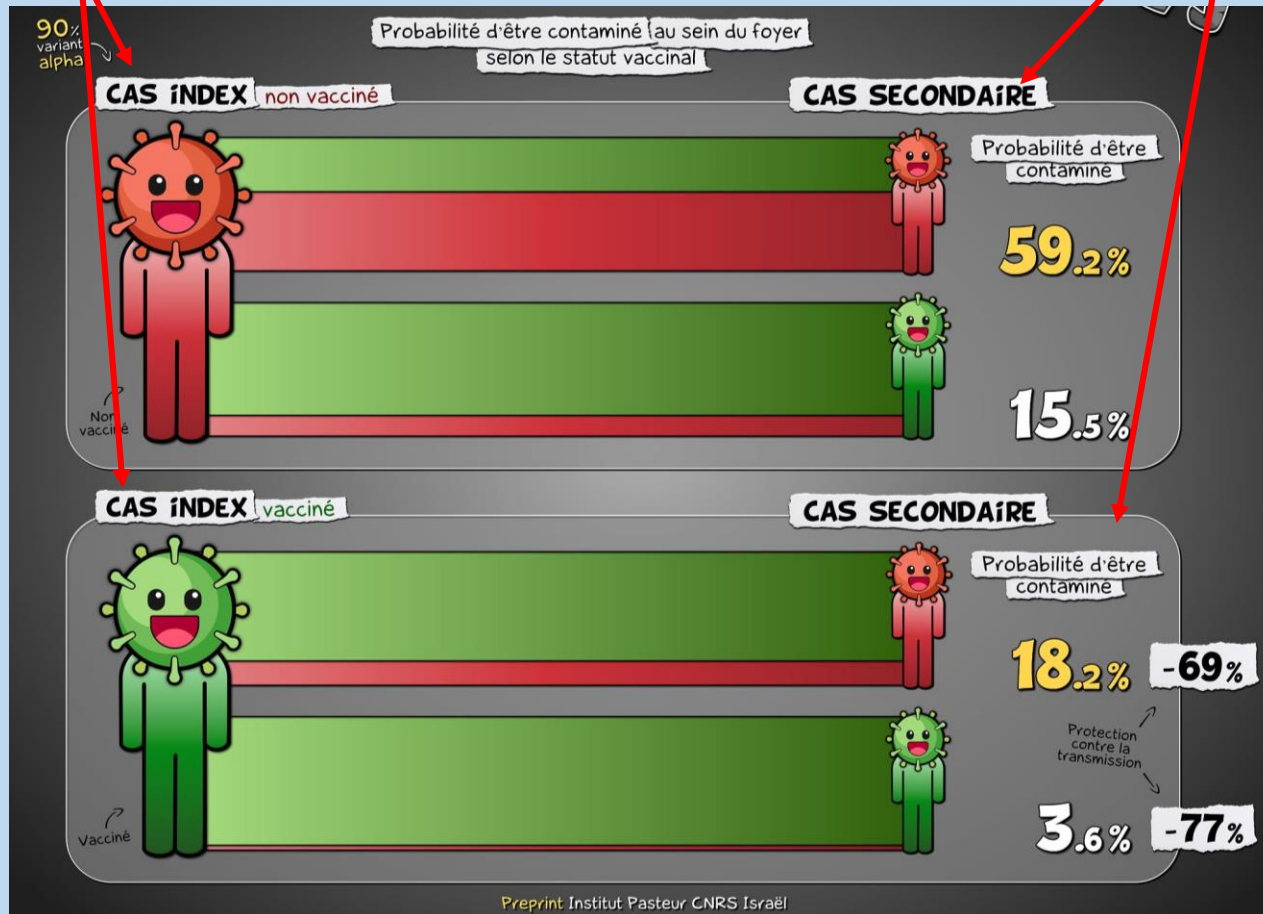 90%
variant
alpha
Probabilité d'être contaminé au sein du foyer
selon le statut vaccinal
CAS iNDEX non vacciné
CAS SECONDAiRE
Probabilité d'être
contaminé
59.2%
15.5%
Non
vacciné
CAS iNDEX vacciné
CAS SECONDAiRE
Probabilité d'être
contaminé
18.2% -69%
Protection
contre la
transmission
3.6% -77%
Vacciné
Preprint Institut Pasteur CNRS Israël